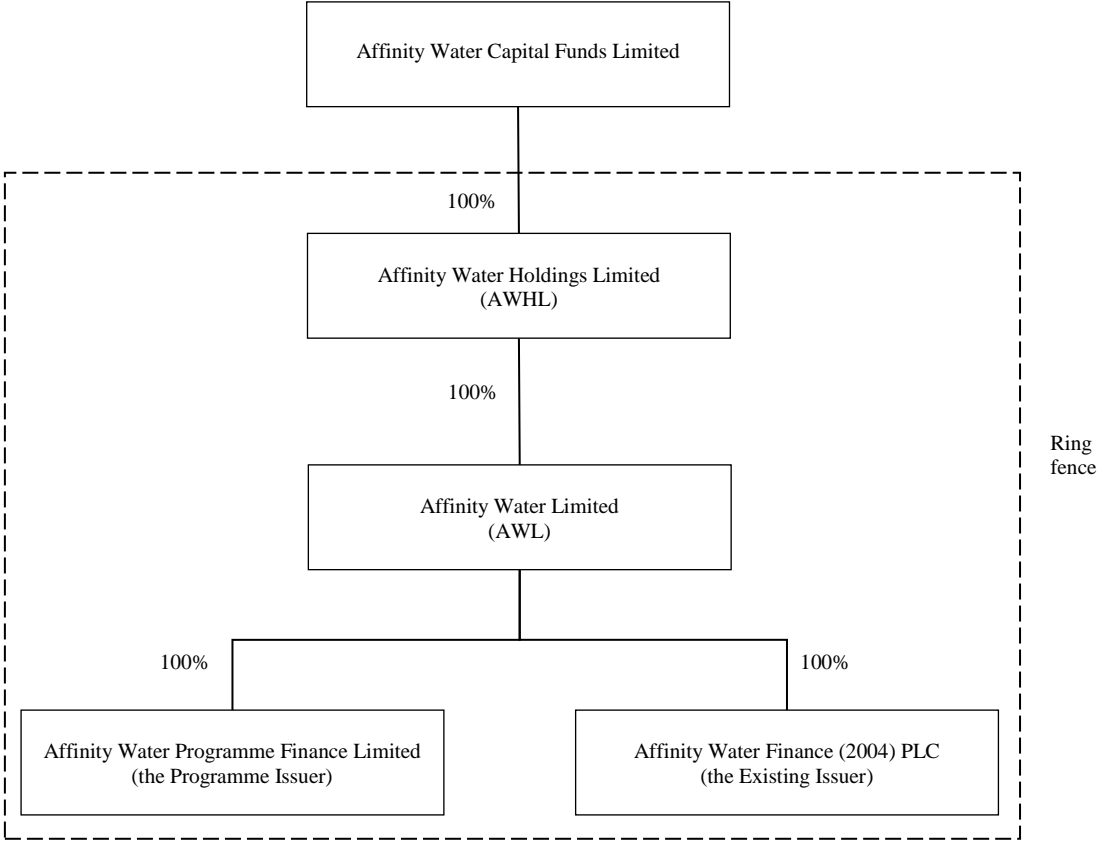 Affinity Water Capital Funds Limited
100%
Affinity Water Holdings Limited
(AWHL)
100%
Ring
fence
Affinity Water Limited
(AWL)
100%
100%
Affinity Water Programme Finance Limited
(the Programme Issuer)
Affinity Water Finance (2004) PLC
(the Existing Issuer)